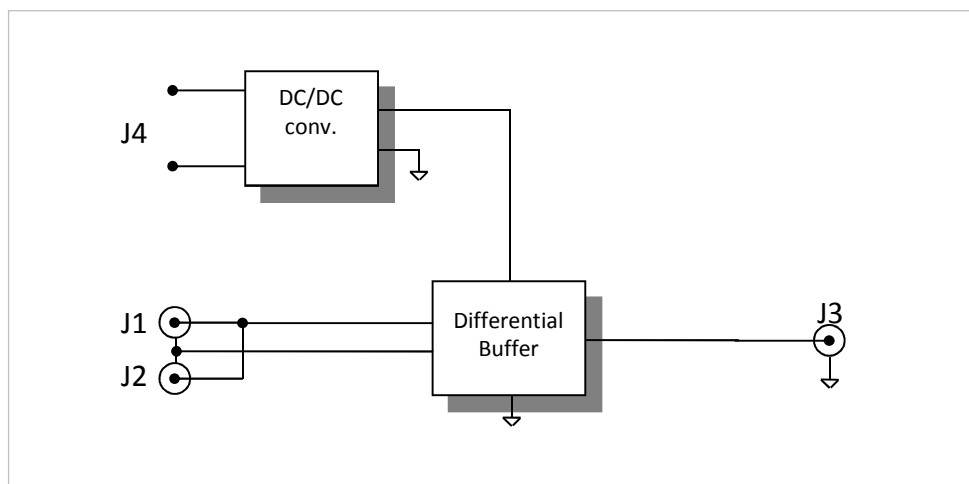 DC/DC
conv.
J4
J1
Differential
Buffer
J3
J2